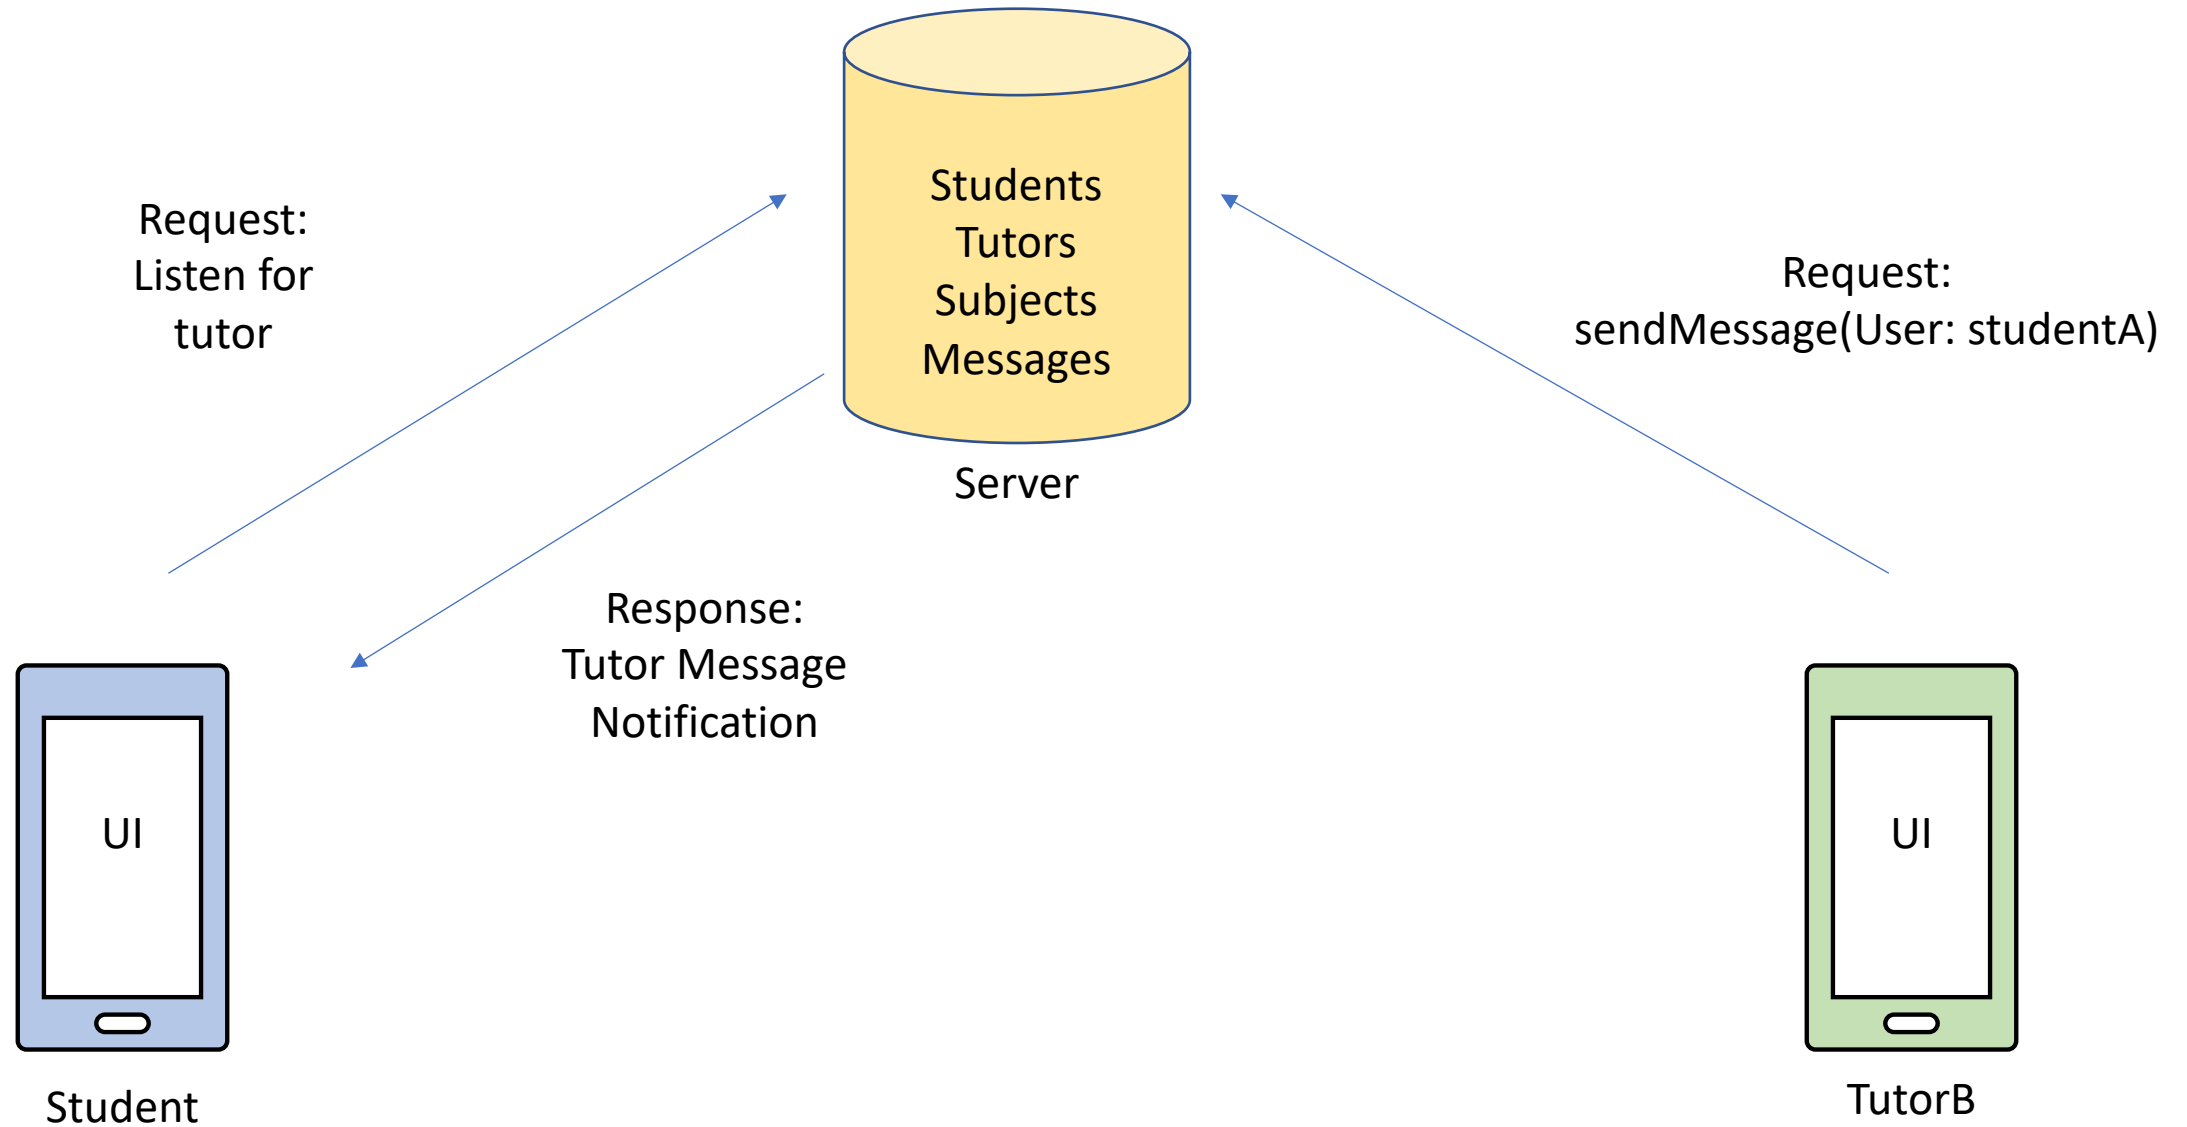 Students
Tutors
Subjects
Messages
Server
Request:
Listen for
tutor
Request:
sendMessage(User: studentA)
Response:
Tutor Message
Notification
UI
Student
UI
TutorB